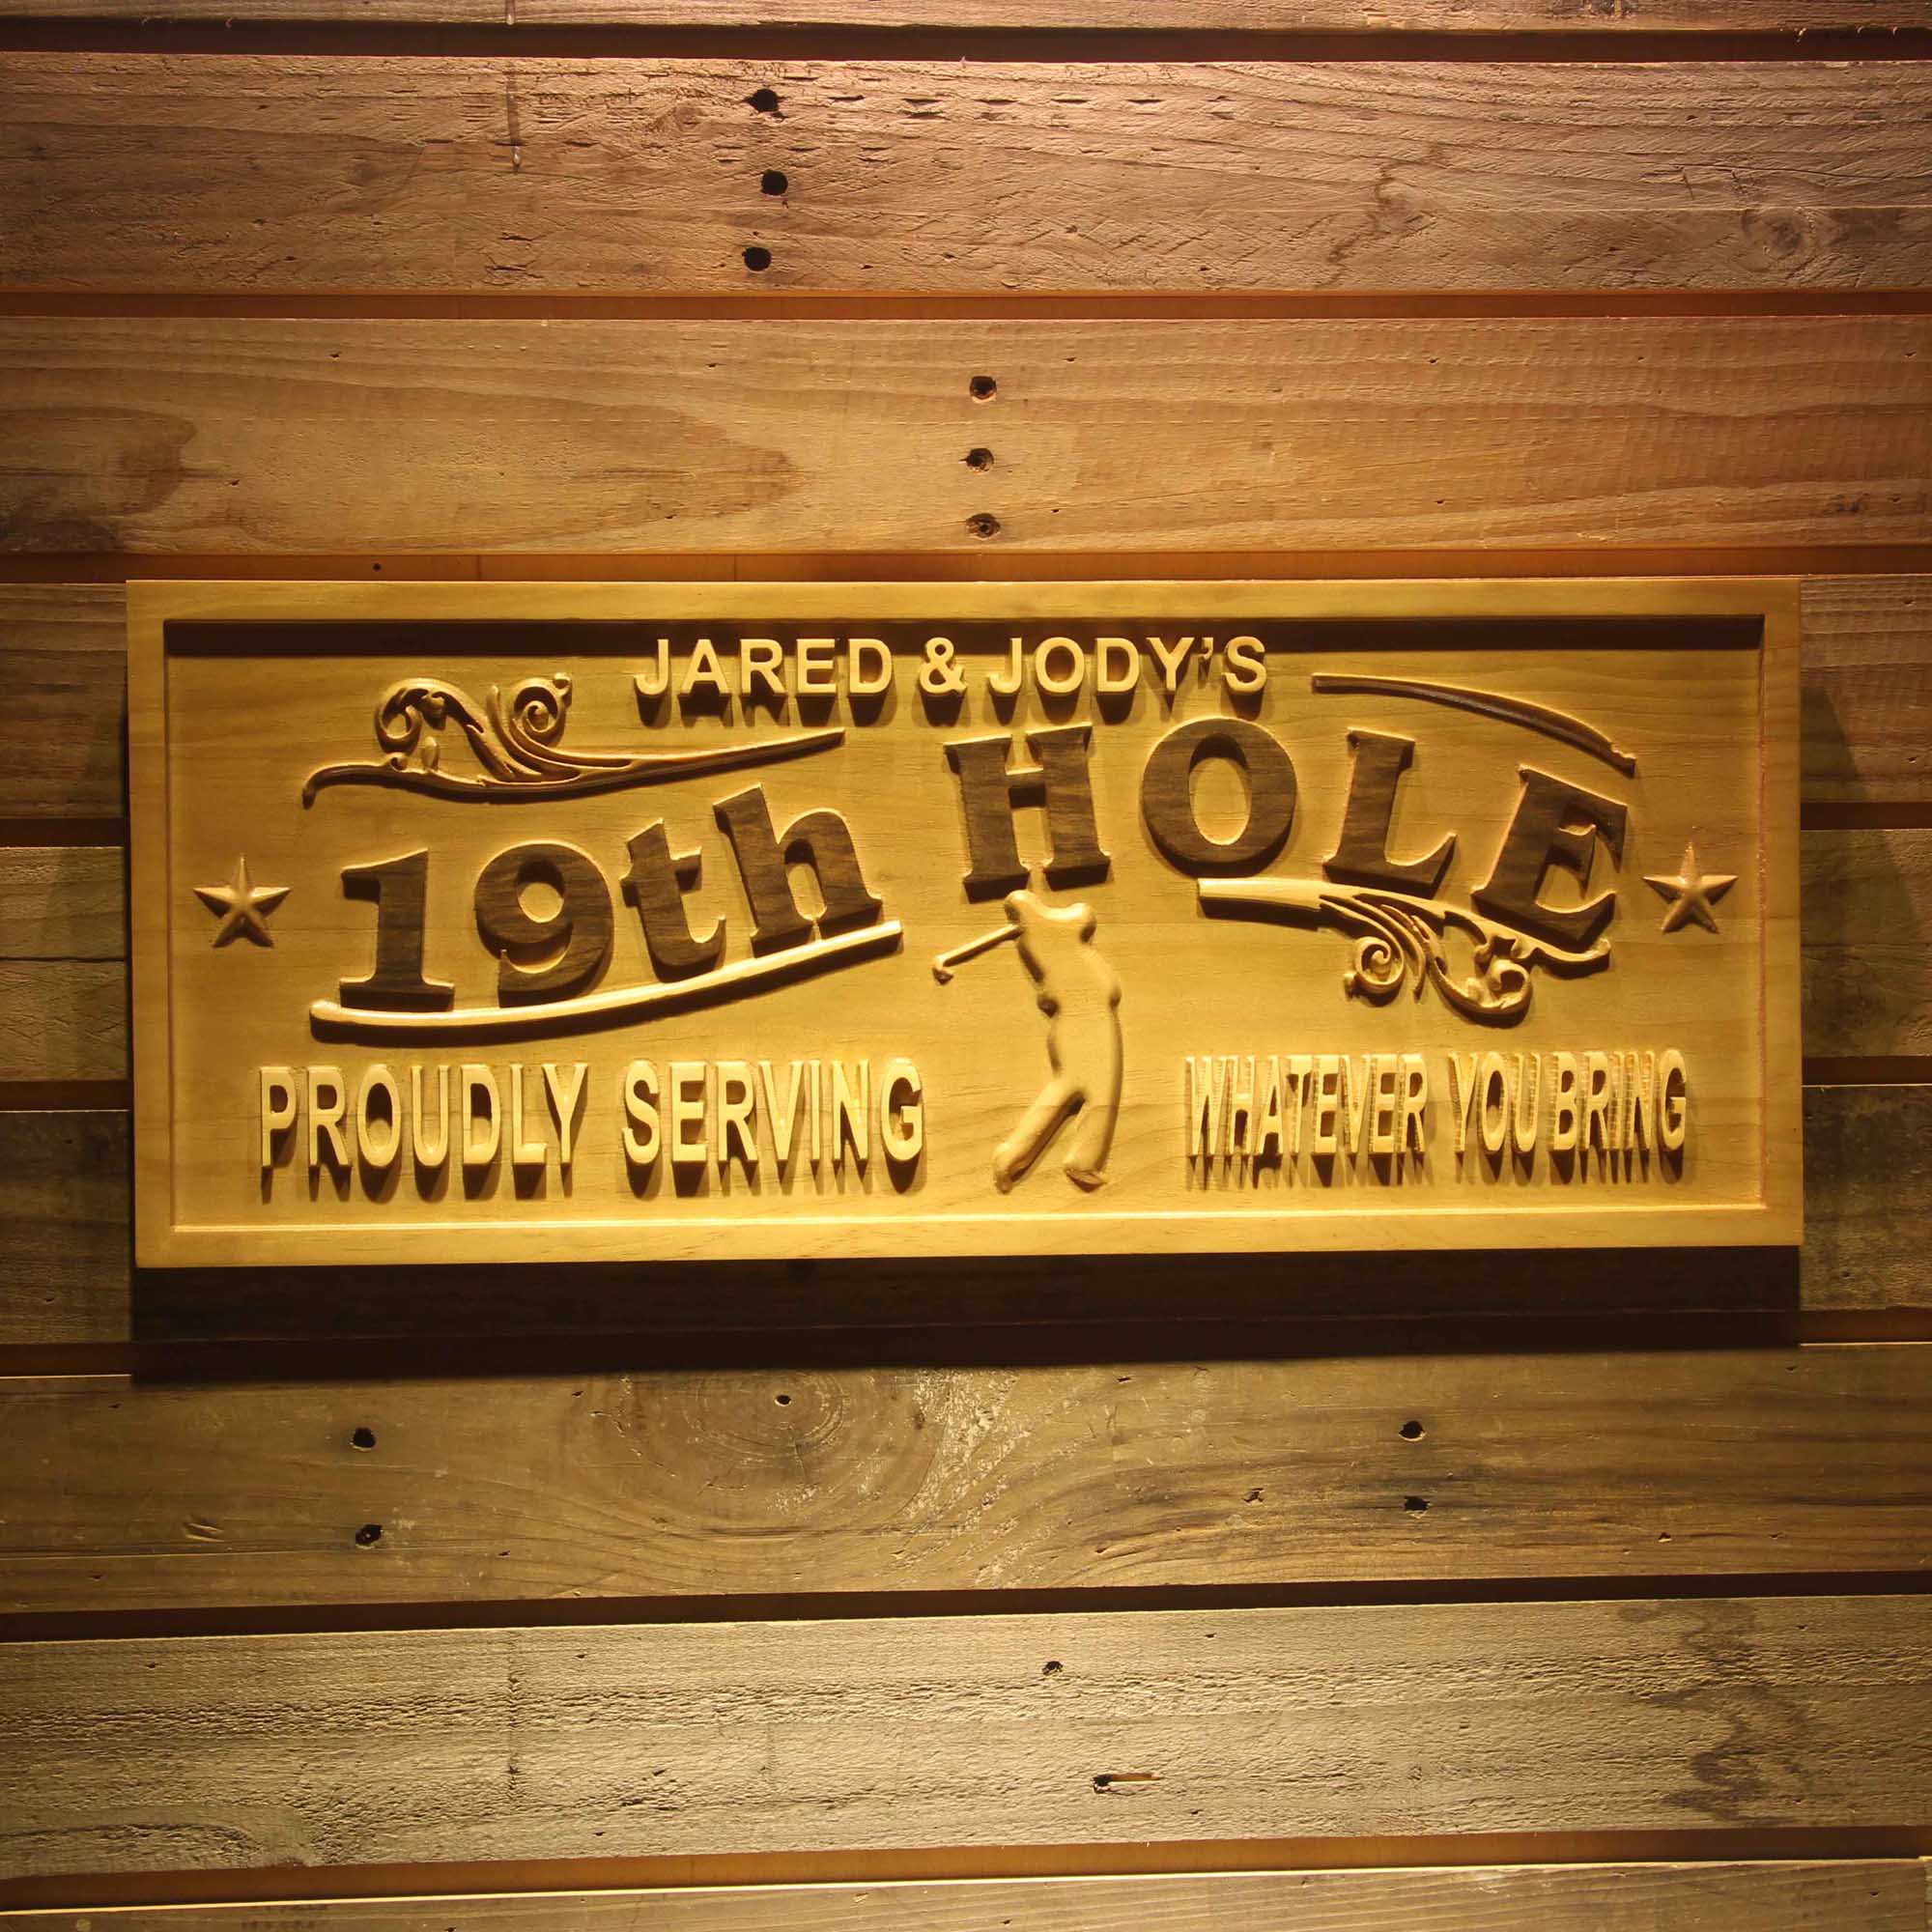 JARED & JODY'S
19th HOLE
PROUDLY SERVING WHATEVER YOU BRING